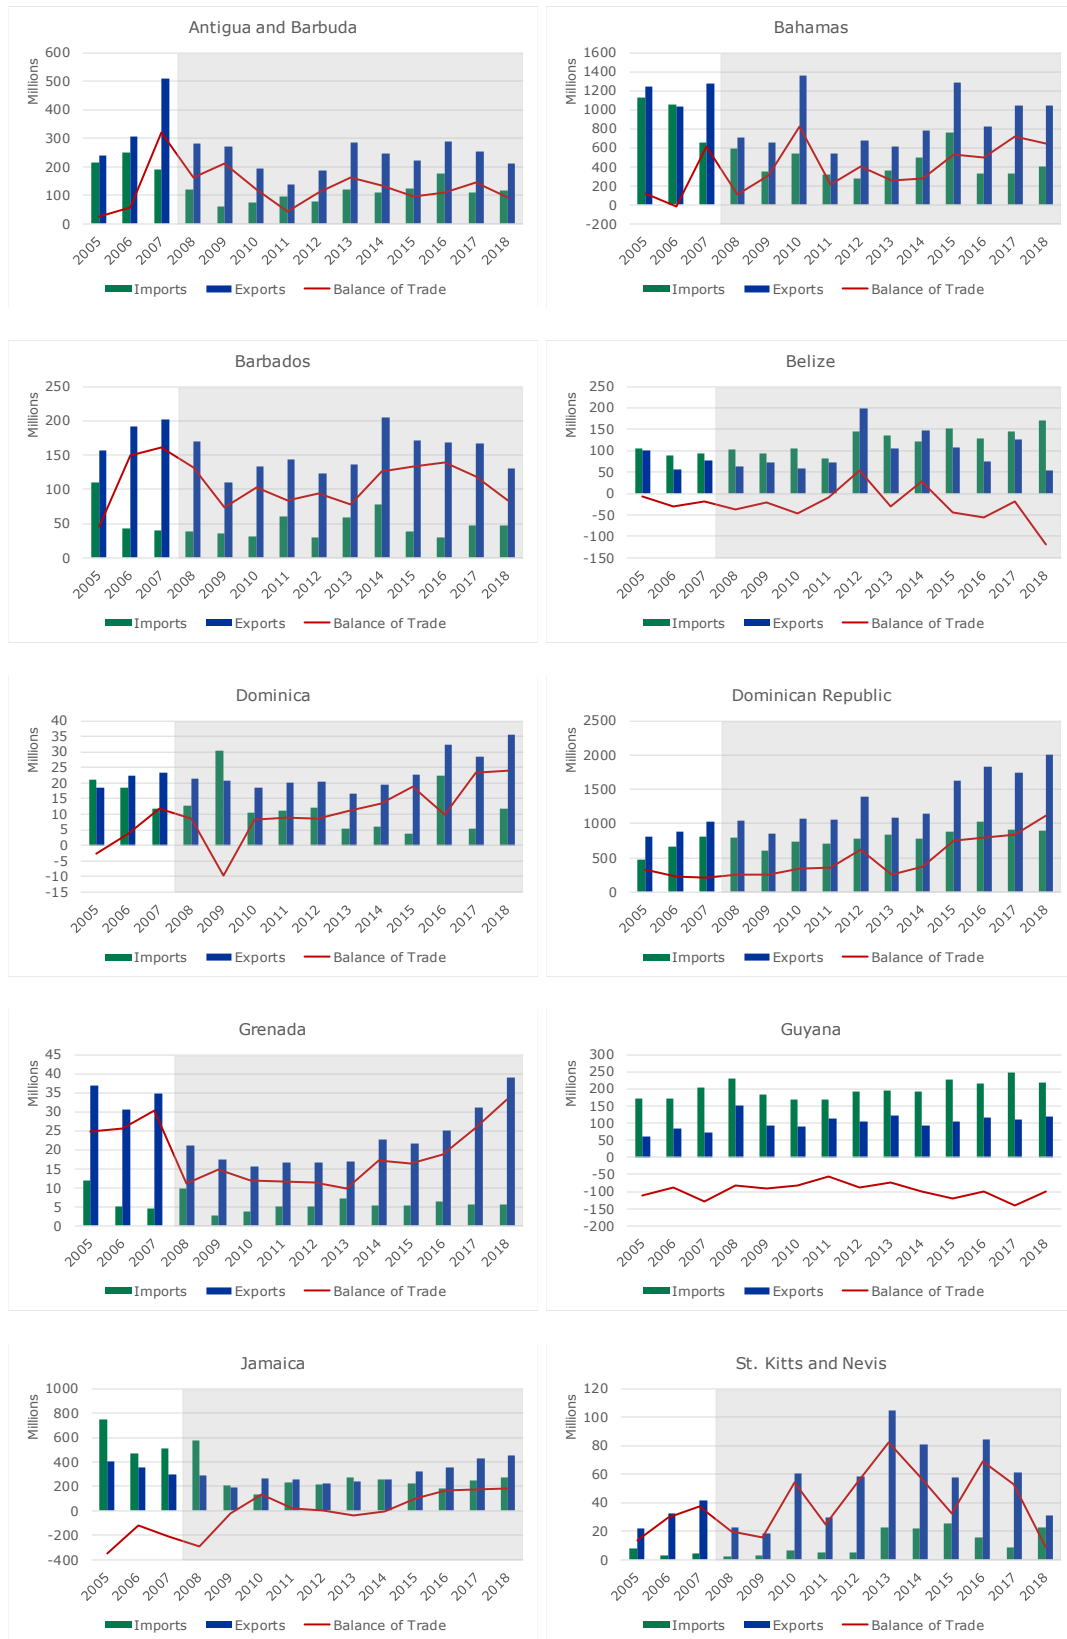 Antigua and Barbuda
Millions
600
500
400
300
200
100
0
2005 2006 2007 2008 2009 2010 2011 2012 2013 2014 2015 2016 2017 2018
Imports Exports Balance of Trade
Bahamas
Millions
1600
1400
1200
1000
800
600
400
200
0
-200
2005 2006 2007 2008 2009 2010 2011 2012 2013 2014 2015 2016 2017 2018
Imports Exports Balance of Trade
Barbados
Millions
250
200
150
100
50
0
2005 2006 2007 2008 2009 2010 2011 2012 2013 2014 2015 2016 2017 2018
Imports Exports Balance of Trade
Belize
Millions
250
200
150
100
50
0
-50
-100
-150
2005 2006 2007 2008 2009 2010 2011 2012 2013 2014 2015 2016 2017 2018
Imports Exports Balance of Trade
Dominica
Millions
40
35
30
25
20
15
10
5
0
-5
-10
-15
2005 2006 2007 2008 2009 2010 2011 2012 2013 2014 2015 2016 2017 2018
Imports Exports Balance of Trade
Dominican Republic
Millions
2500
2000
1500
1000
500
0
2005 2006 2007 2008 2009 2010 2011 2012 2013 2014 2015 2016 2017 2018
Imports Exports Balance of Trade
Grenada
Millions
45
40
35
30
25
20
15
10
5
0
2005 2006 2007 2008 2009 2010 2011 2012 2013 2014 2015 2016 2017 2018
Imports Exports Balance of Trade
Guyana
Millions
300
250
200
150
100
50
0
-50
-100
-150
-200
2005 2006 2007 2008 2009 2010 2011 2012 2013 2014 2015 2016 2017 2018
Imports Exports Balance of Trade
Jamaica
Millions
1000
800
600
400
200
0
-200
-400
2005 2006 2007 2008 2009 2010 2011 2012 2013 2014 2015 2016 2017 2018
Imports Exports Balance of Trade
St. Kitts and Nevis
Millions
120
100
80
60
40
20
0
2005 2006 2007 2008 2009 2010 2011 2012 2013 2014 2015 2016 2017 2018
Imports Exports Balance of Trade